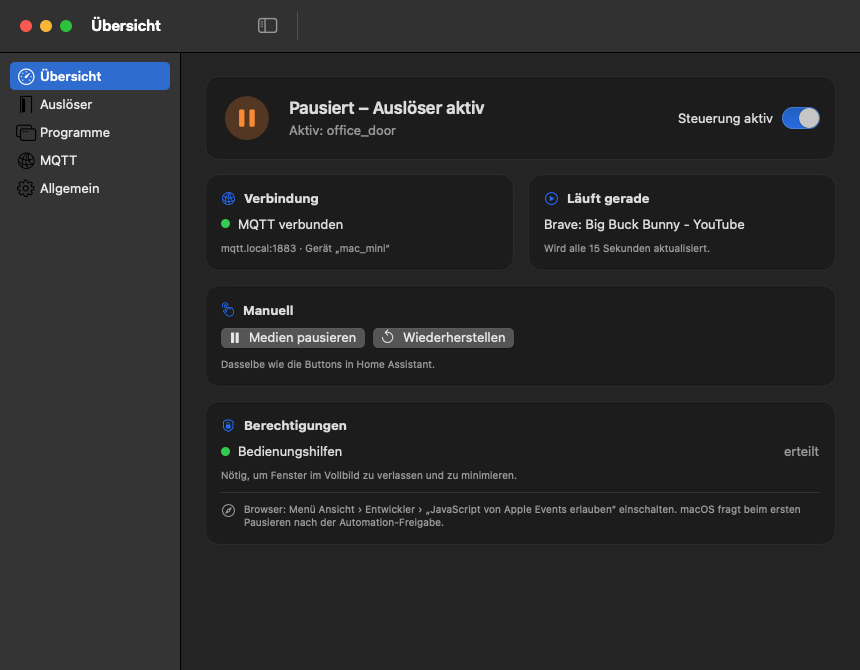 Übersicht
Übersicht
Auslöser
Programme
MQTT
Allgemein
Pausiert – Auslöser aktiv
Aktiv: office_door
Steuerung aktiv
Verbindung
MQTT verbunden
mqtt.local:1883 · Gerät „mac_mini“
Läuft gerade
Brave: Big Buck Bunny - YouTube
Wird alle 15 Sekunden aktualisiert.
Manuell
Medien pausieren
Wiederherstellen
Dasselbe wie die Buttons in Home Assistant.
Berechtigungen
Bedienungshilfen
erteilt
Nötig, um Fenster im Vollbild zu verlassen und zu minimieren.
Browser: Menü Ansicht › Entwickler › „JavaScript von Apple Events erlauben“ einschalten. macOS fragt beim ersten
Pausieren nach der Automation-Freigabe.